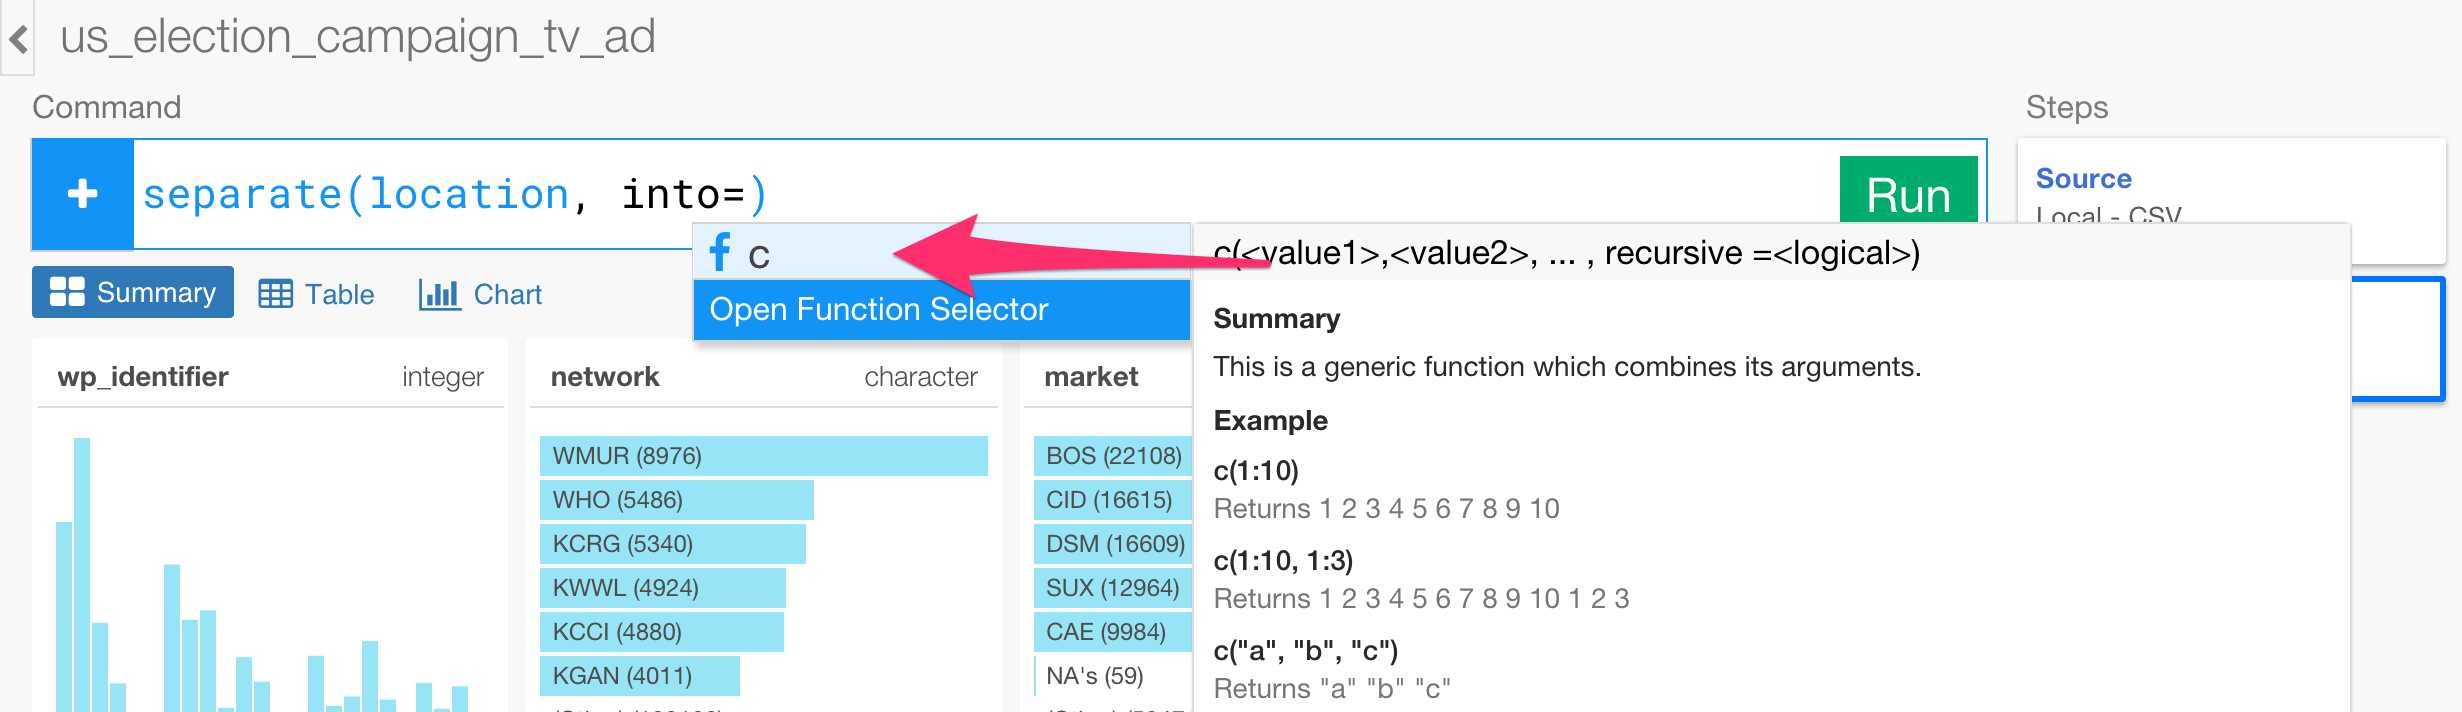 us_election_campaign_tv_ad
Command
Steps
separate(location, into=)
Run
Source
Local - CSV
c
Open Function Selector
c(<value1>,<value2>, ... , recursive =<logical>)
Summary
This is a generic function which combines its arguments.
Example
c(1:10)
Returns 1 2 3 4 5 6 7 8 9 10
c(1:10, 1:3)
Returns 1 2 3 4 5 6 7 8 9 10 1 2 3
c("a", "b", "c")
Returns "a" "b" "c"
Summary
Table
Chart
wp_identifier integer
network character
WMUR (8976)
WHO (5486)
KCRG (5340)
KWWL (4924)
KCCI (4880)
KGAN (4011)
market
BOS (22108)
CID (16615)
DSM (16609)
SUX (12964)
CAE (9984)
NA's (59)